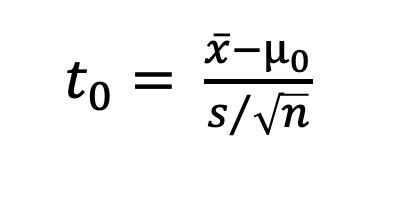 t₀ = (x̄−μ₀)/(s/√n)